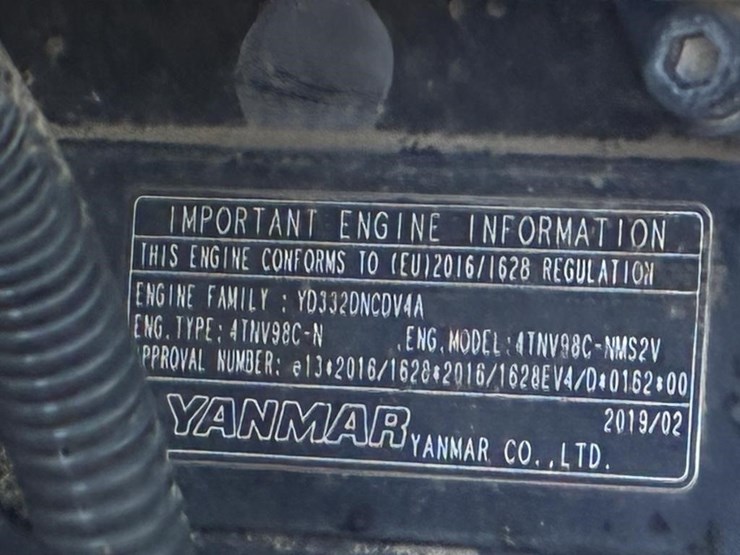 IMPORTANT ENGINE INFORMATION
THIS ENGINE CONFORMS TO (EU)2016/1628 REGULATION
ENGINE FAMILY : YD332DNCDV4A
ENG.TYPE: 4TNV98C-N ENG.MODEL: 4TNV98C-NMS2V
PPROVAL NUMBER: e13*2016/1628*2016/1628EV4/D*0162*00
YANMAR 2019/02
YANMAR CO.,LTD.